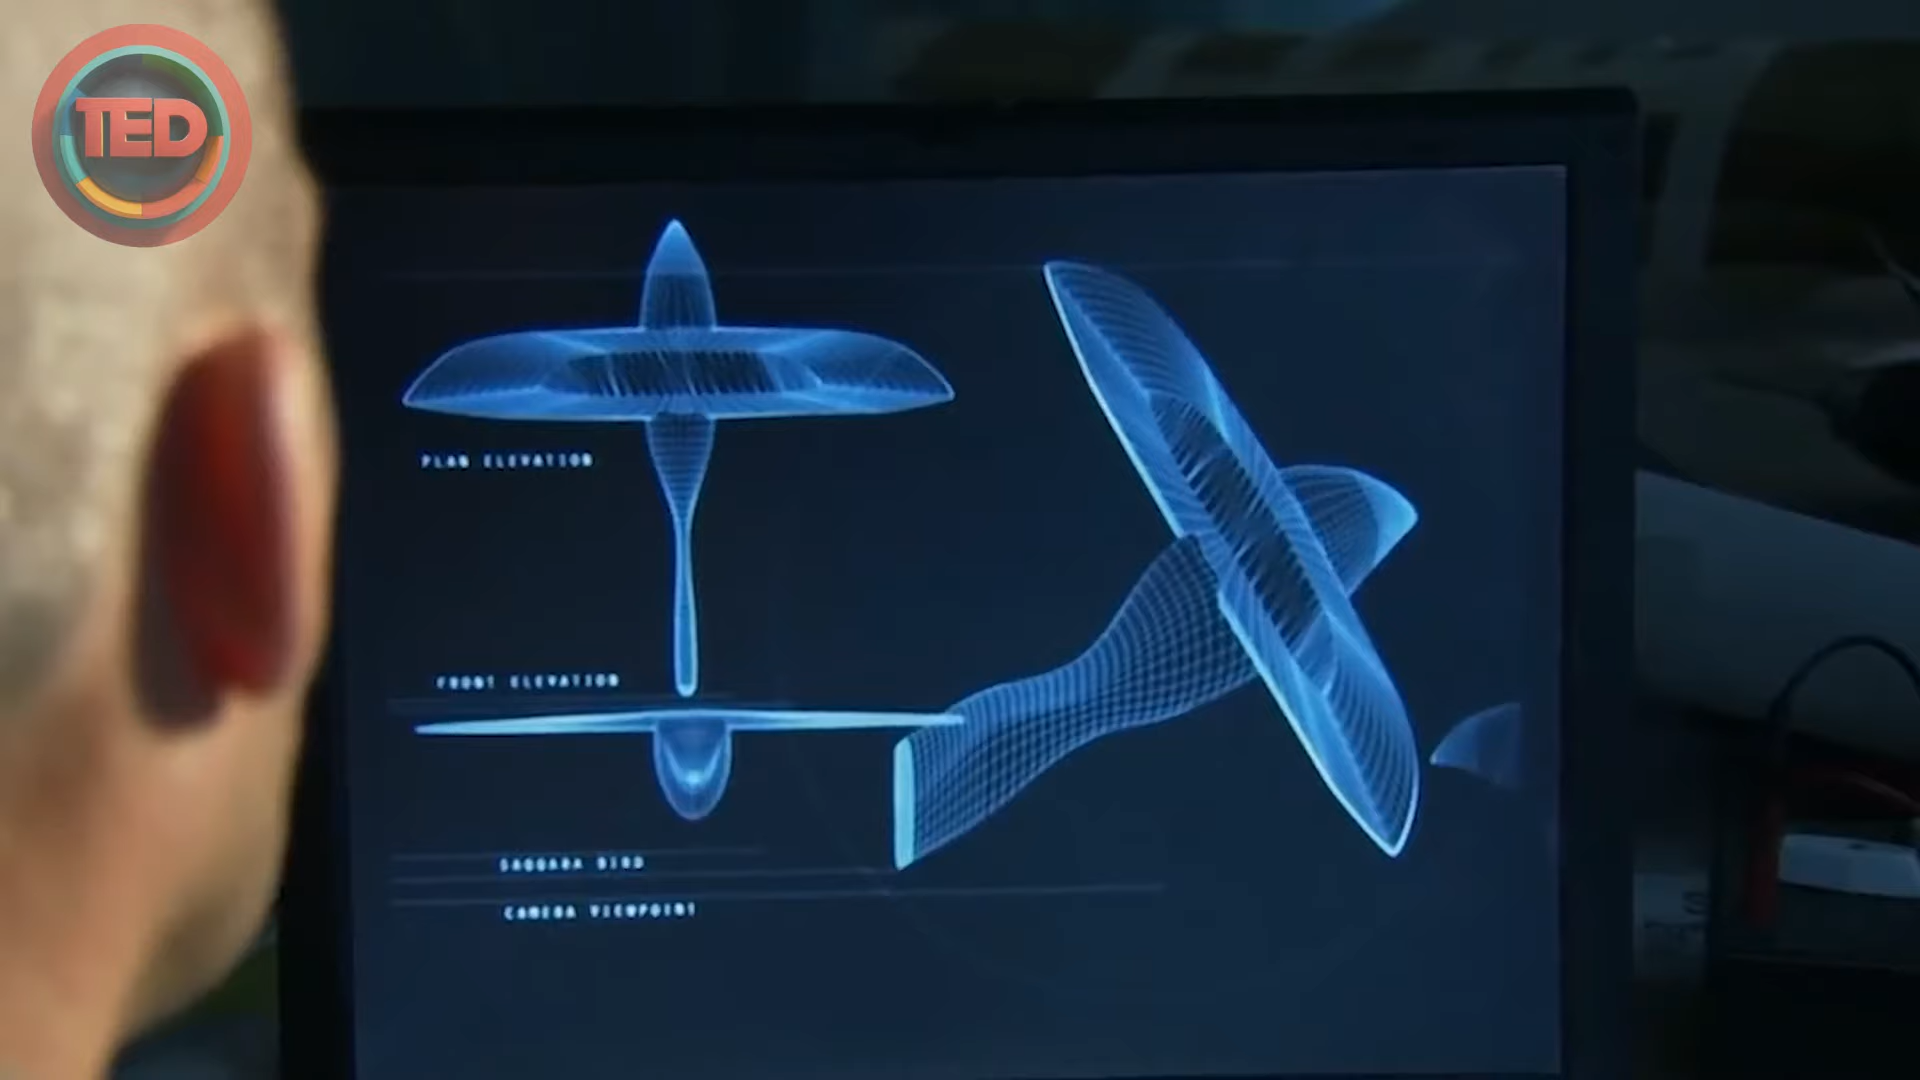 TED
PLAN ELEVATION
FRONT ELEVATION
SAQQARA BIRD
CAMERA VIEWPOINT